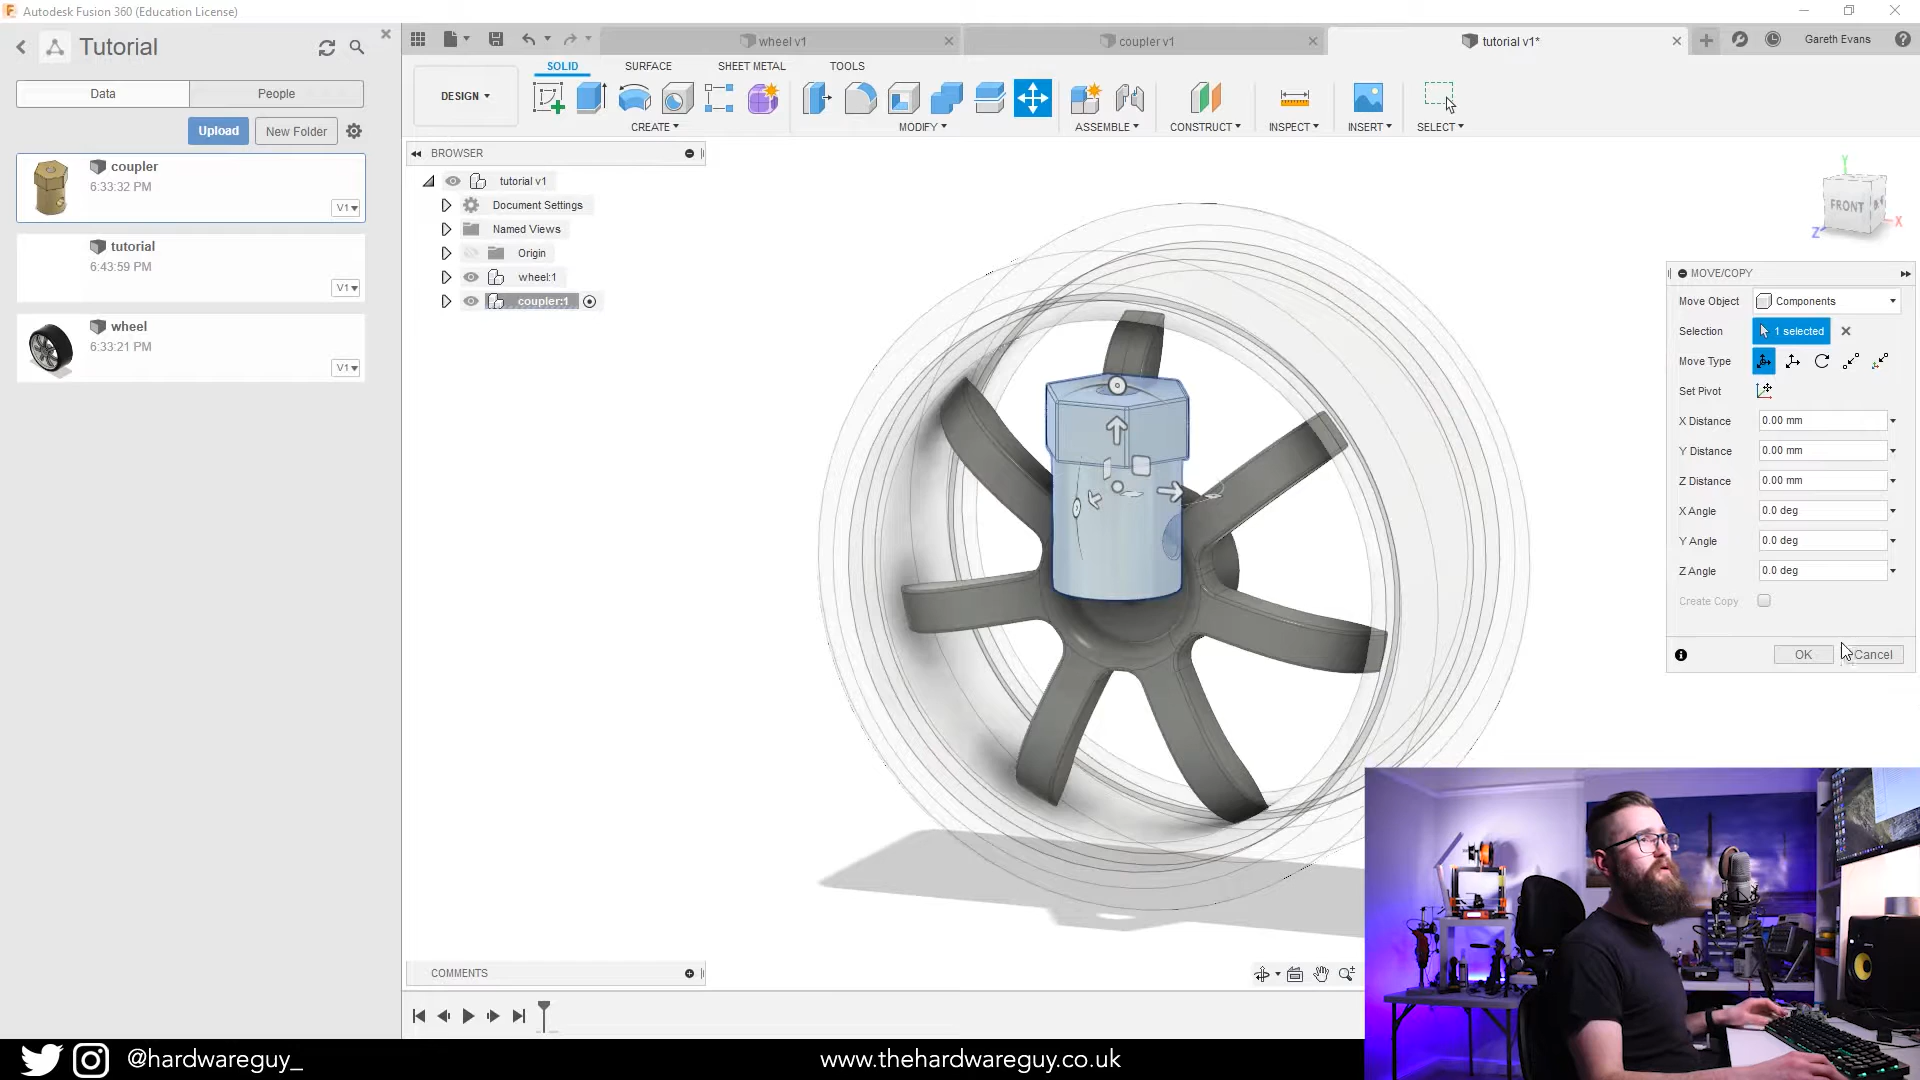 Autodesk Fusion 360 (Education License)
Tutorial
Data
People
Upload
New Folder
coupler
6:33:32 PM
V1
tutorial
6:43:59 PM
V1
wheel
6:33:21 PM
V1
wheel v1
coupler v1
tutorial v1*
Gareth Evans
SOLID
SURFACE
SHEET METAL
TOOLS
DESIGN
CREATE
MODIFY
ASSEMBLE
CONSTRUCT
INSPECT
INSERT
SELECT
BROWSER
tutorial v1
Document Settings
Named Views
Origin
wheel:1
coupler:1
Y
FRONT
X
Z
MOVE/COPY
Move Object
Components
Selection
1 selected
Move Type
Set Pivot
X Distance
0.00 mm
Y Distance
0.00 mm
Z Distance
0.00 mm
X Angle
0.0 deg
Y Angle
0.0 deg
Z Angle
0.0 deg
Create Copy
OK
Cancel
COMMENTS
@hardwareguy_
www.thehardwareguy.co.uk